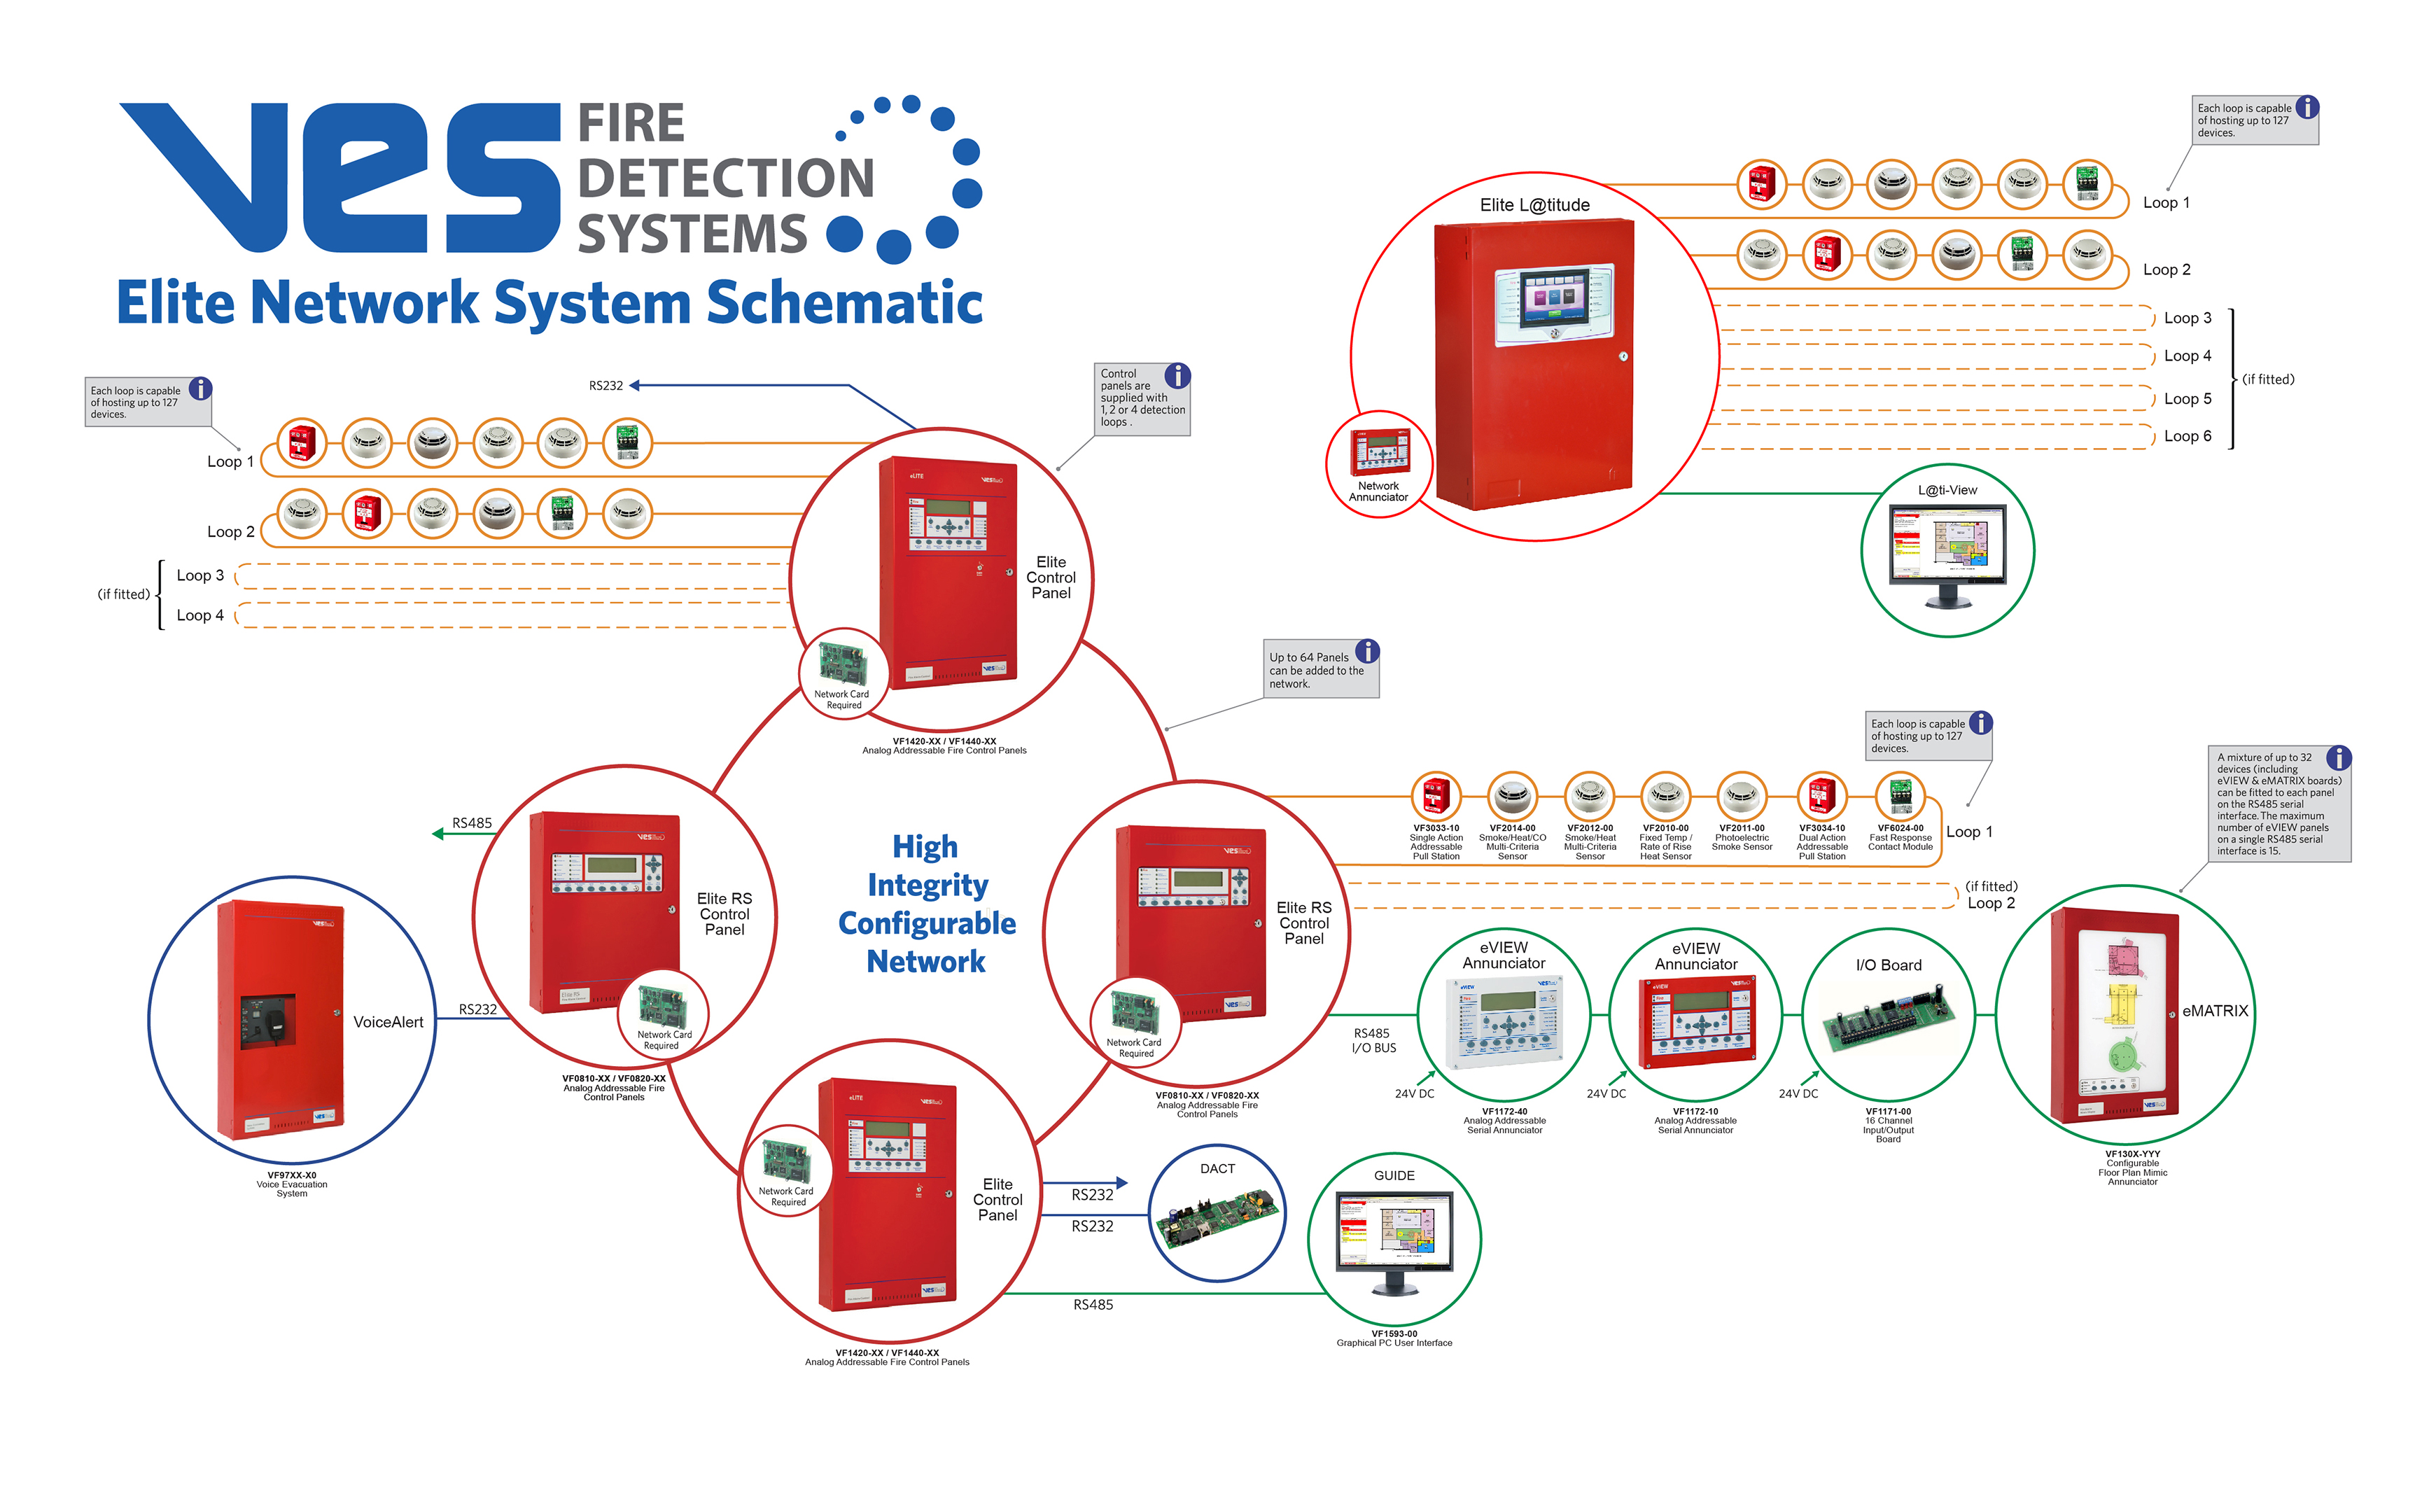 ves FIRE
DETECTION
SYSTEMS
Elite Network System Schematic
Each loop is capable
of hosting up to 127
devices.
i
Loop 1
Loop 2
(if fitted)
Loop 3
Loop 4
RS232
Control
panels are
supplied with
1, 2 or 4 detection
loops .
i
eLITE
ves
Elite
Control
Panel
Network Card
Required
VF1420-XX / VF1440-XX
Analog Addressable Fire Control Panels
Elite L@titude
Network
Annunciator
Each loop is capable
of hosting up to 127
devices.
i
Loop 1
Loop 2
Loop 3
Loop 4
Loop 5
Loop 6
(if fitted)
L@ti-View
Up to 64 Panels
can be added to the
network.
i
RS485
ves
Elite RS
Control
Panel
Elite RS
Network Card
Required
VF0810-XX / VF0820-XX
Analog Addressable Fire
Control Panels
RS232
ves
VoiceAlert
VF97XX-X0
Voice Evacuation
System
High
Integrity
Configurable
Network
ves
Elite RS
Control
Panel
ves
Network Card
Required
VF0810-XX / VF0820-XX
Analog Addressable Fire
Control Panels
Each loop is capable
of hosting up to 127
devices.
i
VF3033-10
Single Action
Addressable
Pull Station
VF2014-00
Smoke/Heat/CO
Multi-Criteria
Sensor
VF2012-00
Smoke/Heat
Multi-Criteria
Sensor
VF2010-00
Fixed Temp /
Rate of Rise
Heat Sensor
VF2011-00
Photoelectric
Smoke Sensor
VF3034-10
Dual Action
Addressable
Pull Station
VF6024-00
Fast Response
Contact Module
Loop 1
(if fitted)
Loop 2
A mixture of up to 32
devices (including
eVIEW & eMATRIX boards)
can be fitted to each panel
on the RS485 serial
interface. The maximum
number of eVIEW panels
on a single RS485 serial
interface is 15.
i
RS485
I/O BUS
eVIEW
Annunciator
eVIEW
ves
24V DC
VF1172-40
Analog Addressable
Serial Annunciator
eVIEW
Annunciator
eVIEW
ves
24V DC
VF1172-10
Analog Addressable
Serial Annunciator
I/O Board
24V DC
VF1171-00
16 Channel
Input/Output
Board
eMATRIX
ves
VF130X-YYY
Configurable
Floor Plan Mimic
Annunciator
eLITE
ves
Elite
Control
Panel
Network Card
Required
ves
VF1420-XX / VF1440-XX
Analog Addressable Fire Control Panels
RS232
RS232
DACT
RS485
GUIDE
VF1593-00
Graphical PC User Interface